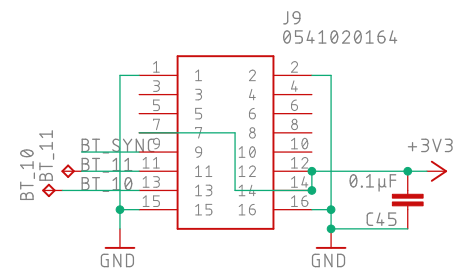 J9
0541020164
1 1 2 2
3 3 4 4
5 5 6 6
7 7 8 8
BT_SYNC 9 9 10 10
BT_11 11 11 12 12
BT_10 13 13 14 14
15 15 16 16
BT_10
BT_11
+3V3
0.1µF
C45
GND
GND